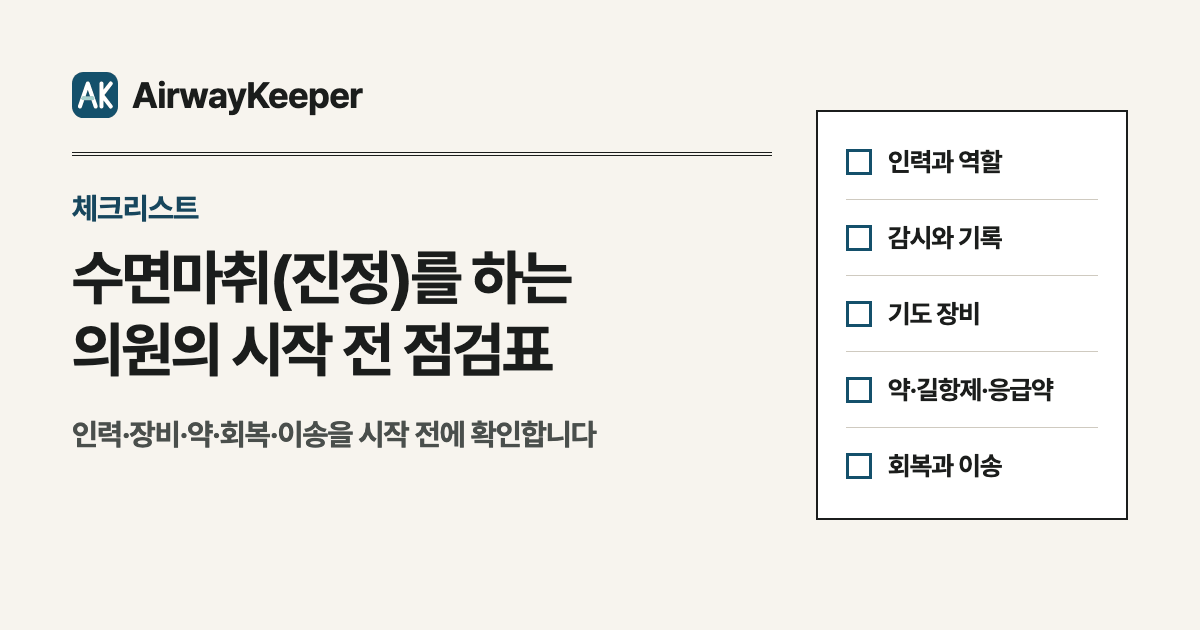 AK AirwayKeeper
체크리스트
수면마취(진정)를 하는
의원의 시작 전 점검표
인력·장비·약·회복·이송을 시작 전에 확인합니다
인력과 역할
감시와 기록
기도 장비
약·길항제·응급약
회복과 이송